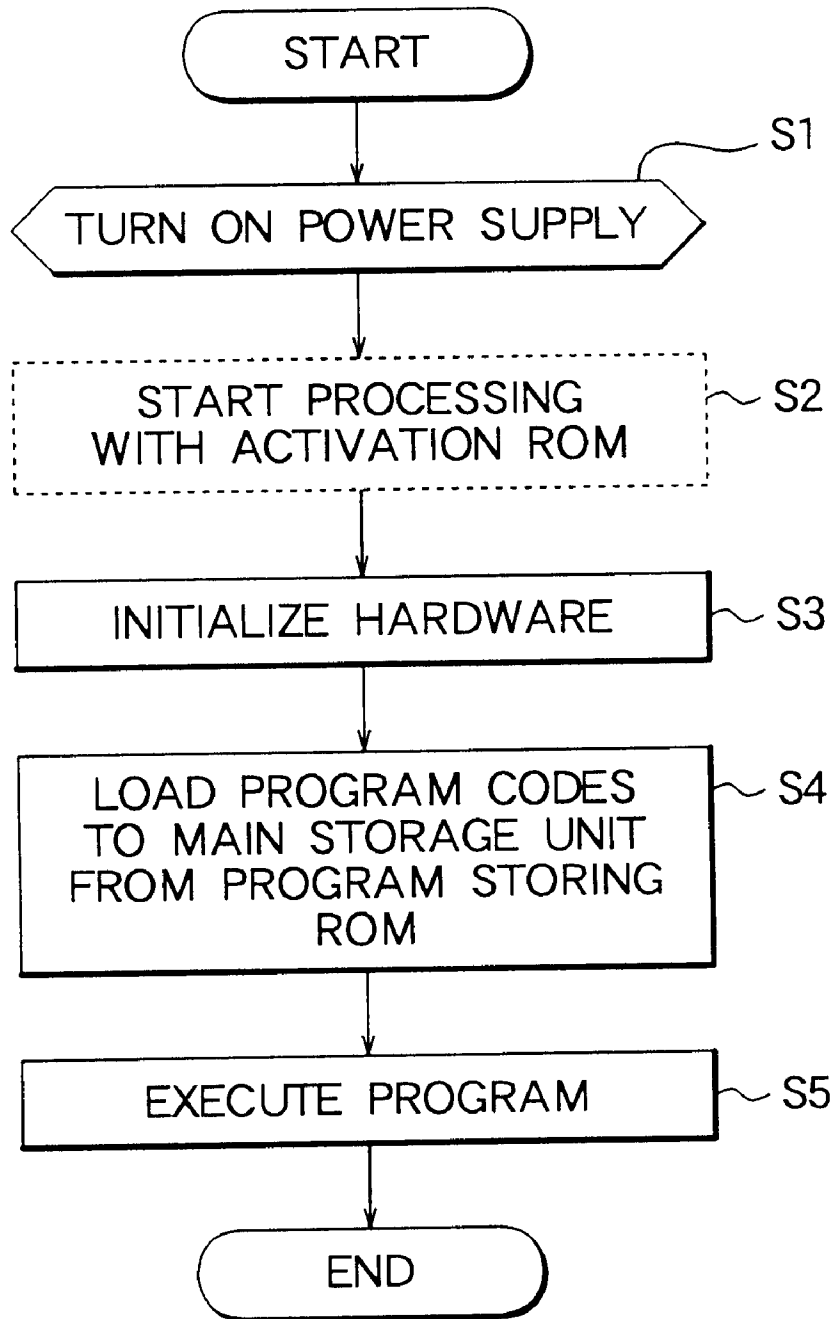 START
S1
TURN ON POWER SUPPLY
START PROCESSING
WITH ACTIVATION ROM
S2
INITIALIZE HARDWARE
S3
LOAD PROGRAM CODES
TO MAIN STORAGE UNIT
FROM PROGRAM STORING
ROM
S4
EXECUTE PROGRAM
S5
END